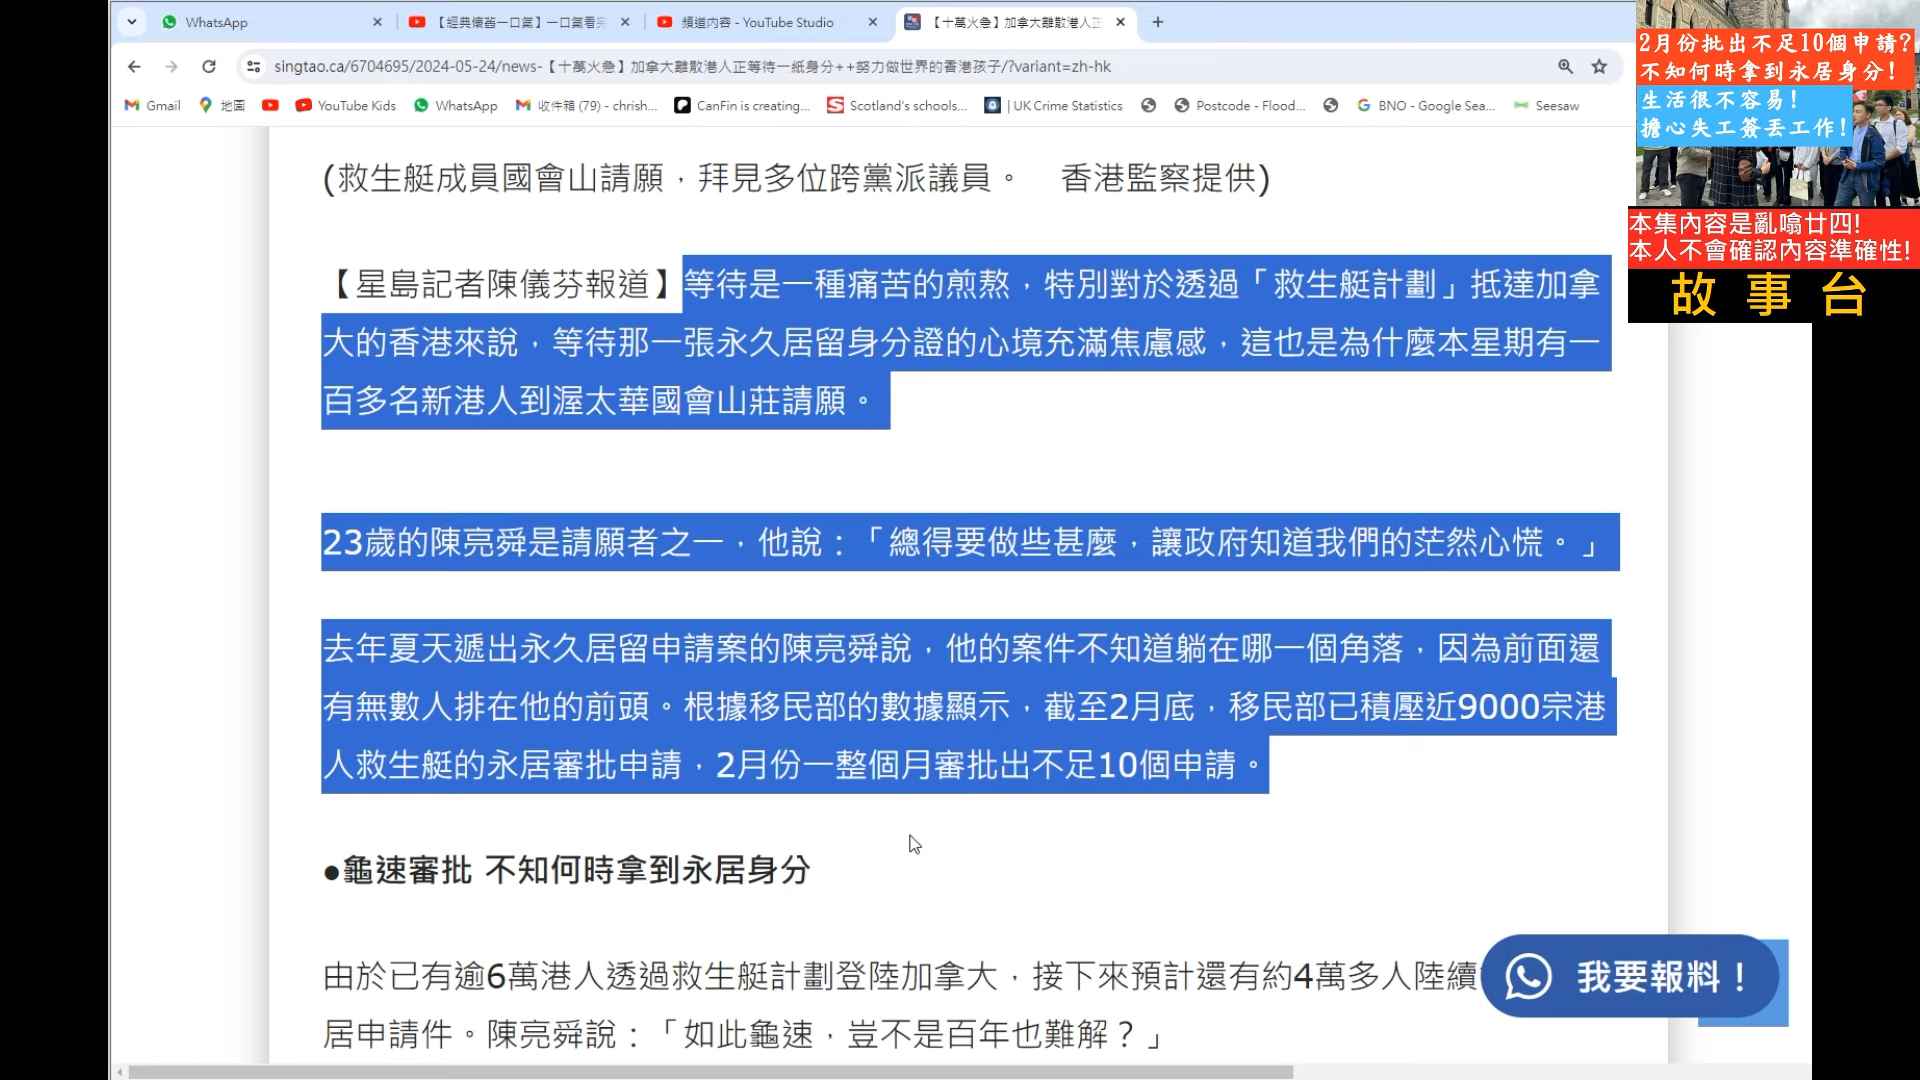 WhatsApp
【經典懷舊一口氣】一口氣看完
頻道內容 - YouTube Studio
【十萬火急】加拿大離散港人正
singtao.ca/6704695/2024-05-24/news-【十萬火急】加拿大離散港人正等待一紙身分++努力做世界的香港孩子/?variant=zh-hk
Gmail
地圖
YouTube Kids
WhatsApp
收件箱 (79) - chrish...
CanFin is creating...
Scotland's schools...
| UK Crime Statistics
Postcode - Flood...
BNO - Google Sea...
Seesaw
2月份批出不足10個申請?
不知何時拿到永居身分!
生活很不容易!
擔心失工簽丟工作!
本集內容是亂噏廿四!
本人不會確認內容準確性!
故事台
(救生艇成員國會山請願，拜見多位跨黨派議員。 香港監察提供)
【星島記者陳儀芬報道】等待是一種痛苦的煎熬，特別對於透過「救生艇計劃」抵達加拿
大的香港來說，等待那一張永久居留身分證的心境充滿焦慮感，這也是為什麼本星期有一
百多名新港人到渥太華國會山莊請願。
23歲的陳亮舜是請願者之一，他說：「總得要做些甚麼，讓政府知道我們的茫然心慌。」
去年夏天遞出永久居留申請案的陳亮舜說，他的案件不知道躺在哪一個角落，因為前面還
有無數人排在他的前頭。根據移民部的數據顯示，截至2月底，移民部已積壓近9000宗港
人救生艇的永居審批申請，2月份一整個月審批出不足10個申請。
●龜速審批 不知何時拿到永居身分
由於已有逾6萬港人透過救生艇計劃登陸加拿大，接下來預計還有約4萬多人陸續
居申請件。陳亮舜說：「如此龜速，豈不是百年也難解？」
我要報料！